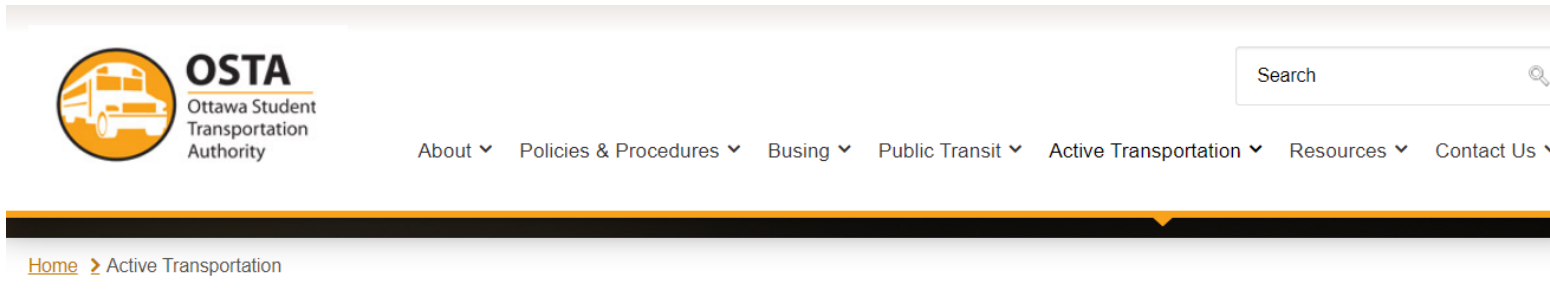 OSTA
Ottawa Student
Transportation
Authority
Search
About Policies & Procedures Busing Public Transit Active Transportation Resources Contact Us
Home > Active Transportation